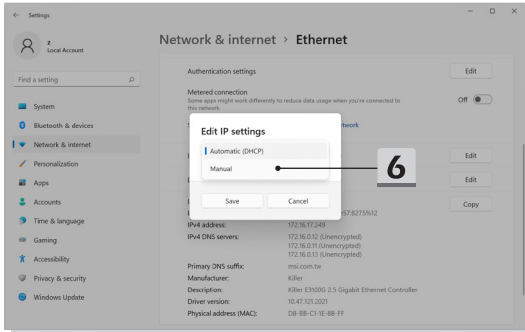 Settings
z
Local Account
Find a setting
System
Bluetooth & devices
Network & internet
Personalization
Apps
Accounts
Time & language
Gaming
Accessibility
Privacy & security
Windows Update
Network & internet > Ethernet
Authentication settings
Edit
Metered connection
Some apps might work differently to reduce data usage when you're connected to
this network
Off
Edit IP settings
Automatic (DHCP)
Manual
6
Save
Cancel
Edit
Edit
Copy
IPv4 address: 172.16.17.249
IPv4 DNS servers: 172.16.0.12 (Unencrypted)
172.16.0.11 (Unencrypted)
172.16.0.13 (Unencrypted)
Primary DNS suffix: msi.com.tw
Manufacturer: Killer
Description: Killer E3100G 2.5 Gigabit Ethernet Controller
Driver version: 10.47.121.2021
Physical address (MAC): D8-BB-C1-1E-8B-FF